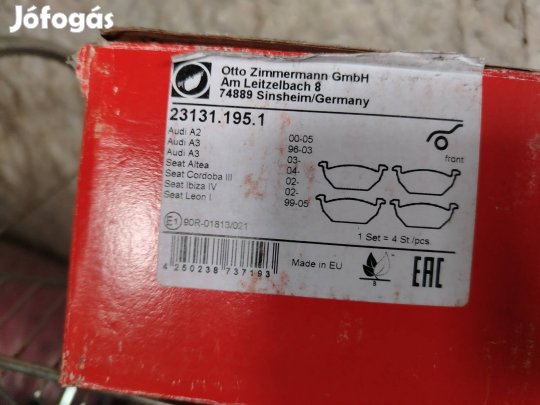 Jófogás
Otto Zimmermann GmbH
Am Leitzelbach 8
74889 Sinsheim/Germany
23131.195.1
Audi A2 00-05
Audi A3 96-03
Audi A3 03-
Seat Altea 04-
Seat Cordoba III 02-
Seat Ibiza IV 02-
Seat Leon I 99-05
front
1 Set = 4 St./pcs.
E1 90R-01813/021
4 250238 737193
Made in EU
B
EAC